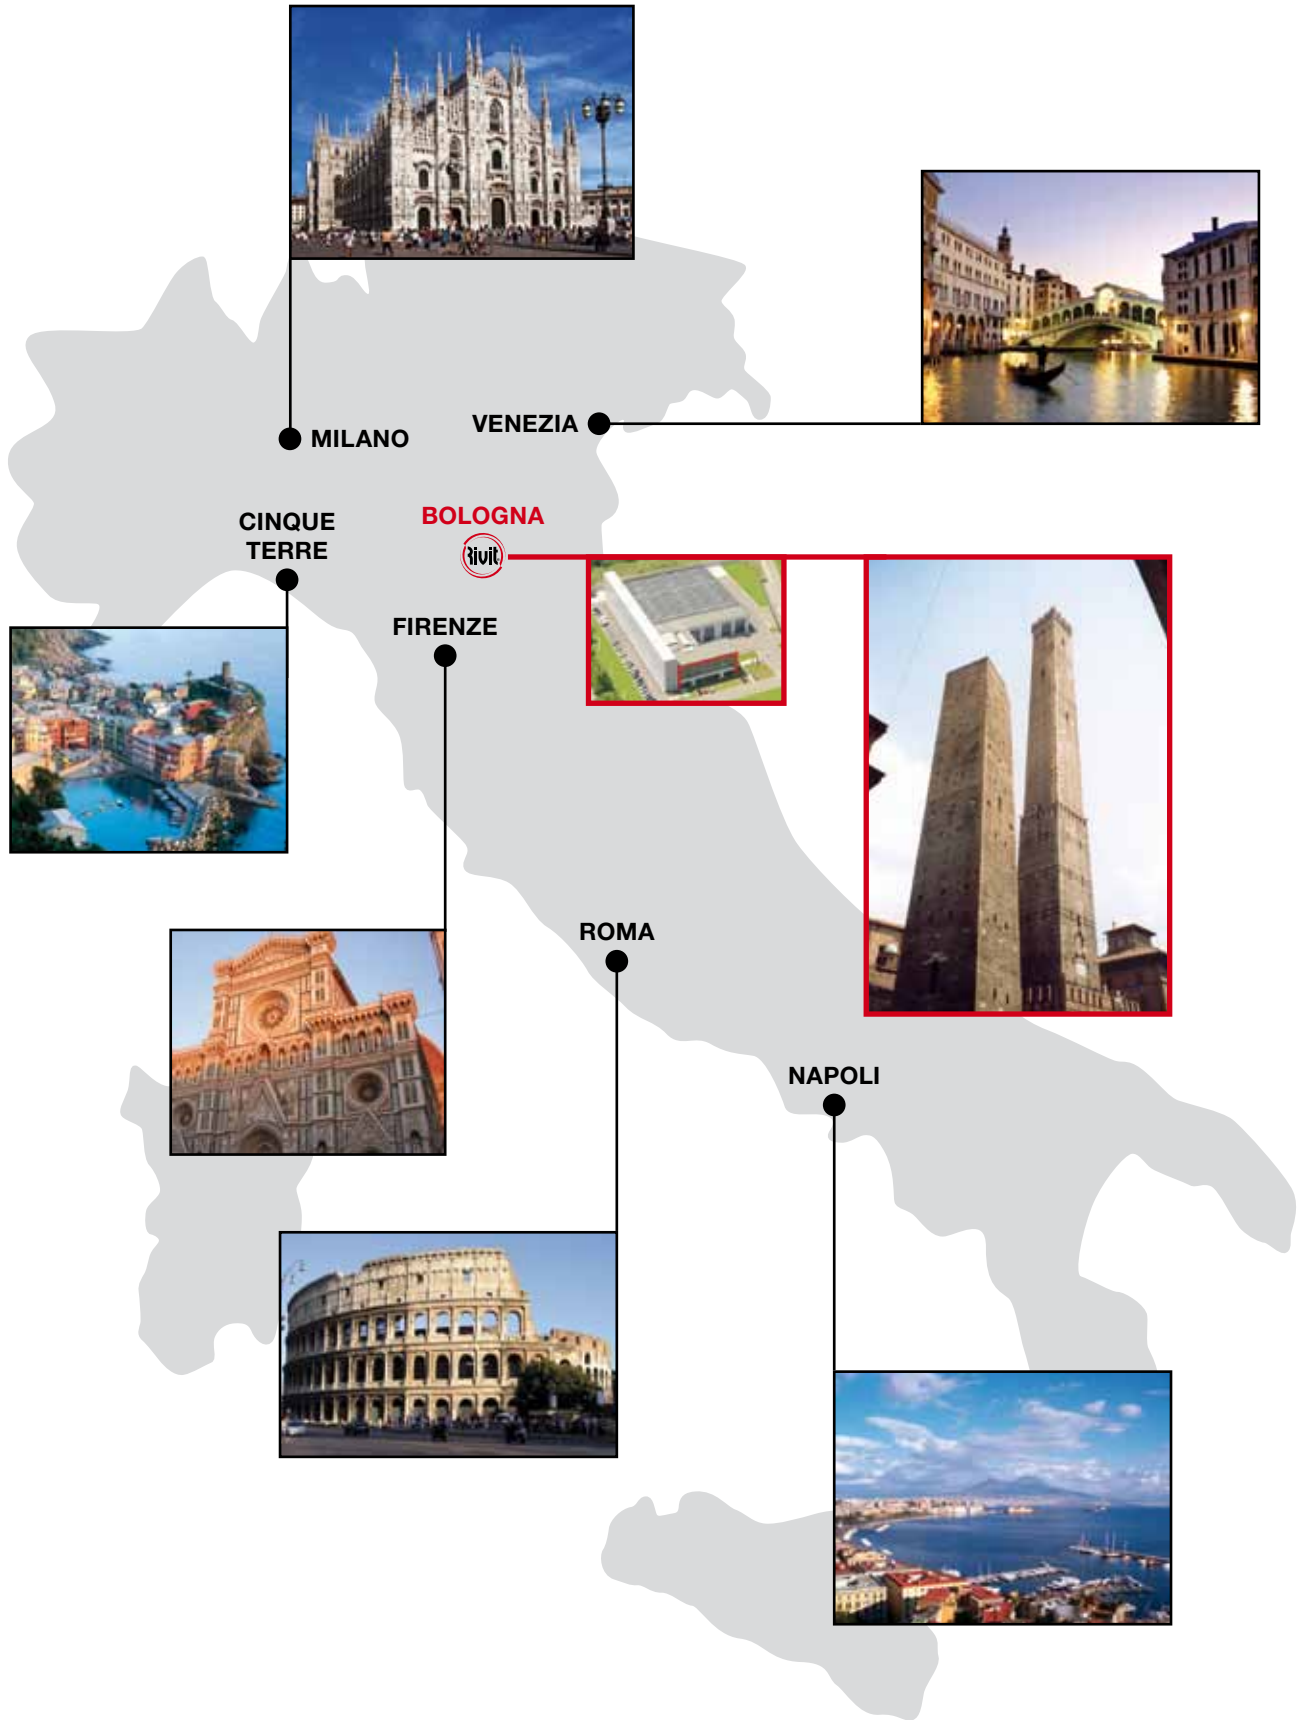 MILANO
VENEZIA
BOLOGNA
Rivit
CINQUE
TERRE
FIRENZE
ROMA
NAPOLI